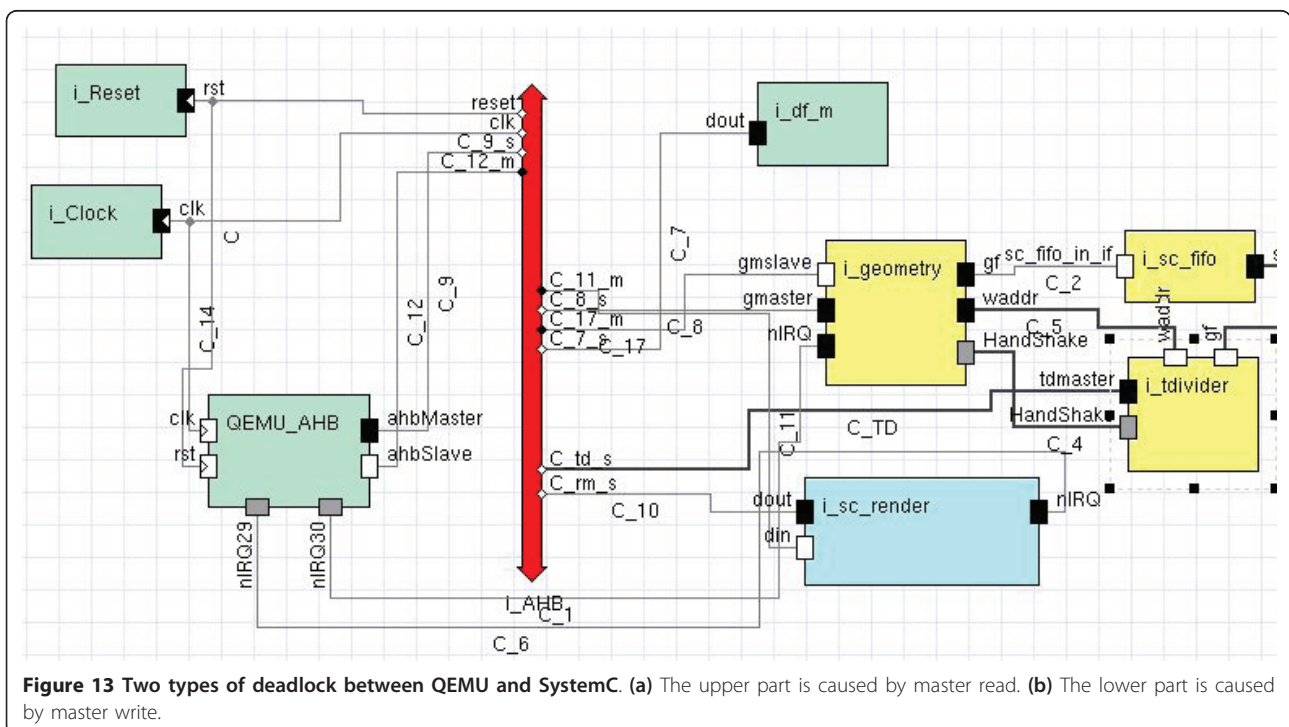 i_Reset
rst
reset
clk
C_9_s
C_12_m
dout
i_df_m
i_Clock
clk
C
C_14
C_12
C_9
C_7
C_11_m
C_8_s
C_17_m
C_7_s
C_17
C_8
gmslave
gmaster
nIRQ
i_geometry
gf
waddr
HandShake
sc_fifo_in_if
C_2
i_sc_fifo
s
C_5
waddr
gf
tdmaster
HandShake
i_tdivider
clk
rst
QEMU_AHB
ahbMaster
ahbSlave
nIRQ29
nIRQ30
C_td_s
C_rm_s
C_10
C_TD
C_11
C_4
dout
din
i_sc_render
nIRQ
i_AHB
C_1
C_6
Figure 13 Two types of deadlock between QEMU and SystemC. (a) The upper part is caused by master read. (b) The lower part is caused
by master write.